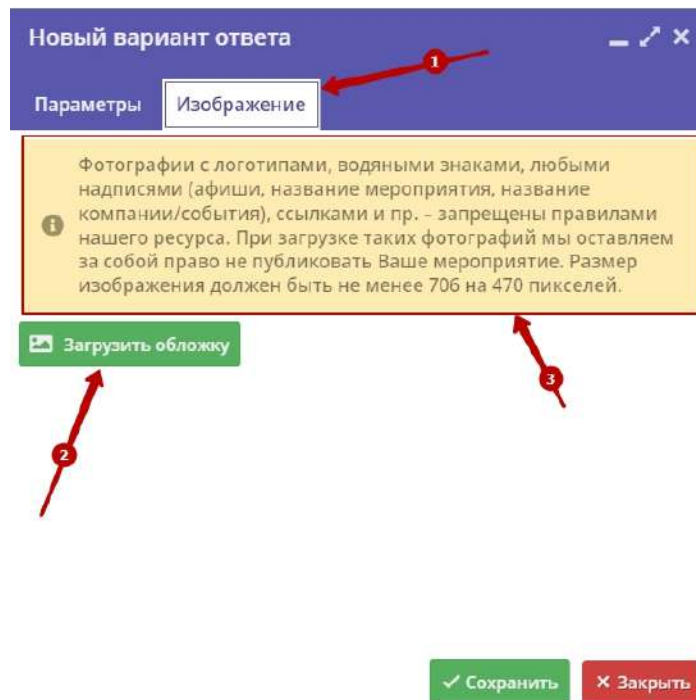 Новый вариант ответа
1
Параметры Изображение
Фотографии с логотипами, водяными знаками, любыми
надписями (афиши, название мероприятия, название
компании/события), ссылками и пр. – запрещены правилами
нашего ресурса. При загрузке таких фотографий мы оставляем
за собой право не публиковать Ваше мероприятие. Размер
изображения должен быть не менее 706 на 470 пикселей.
Загрузить обложку
3
2
Сохранить Закрыть